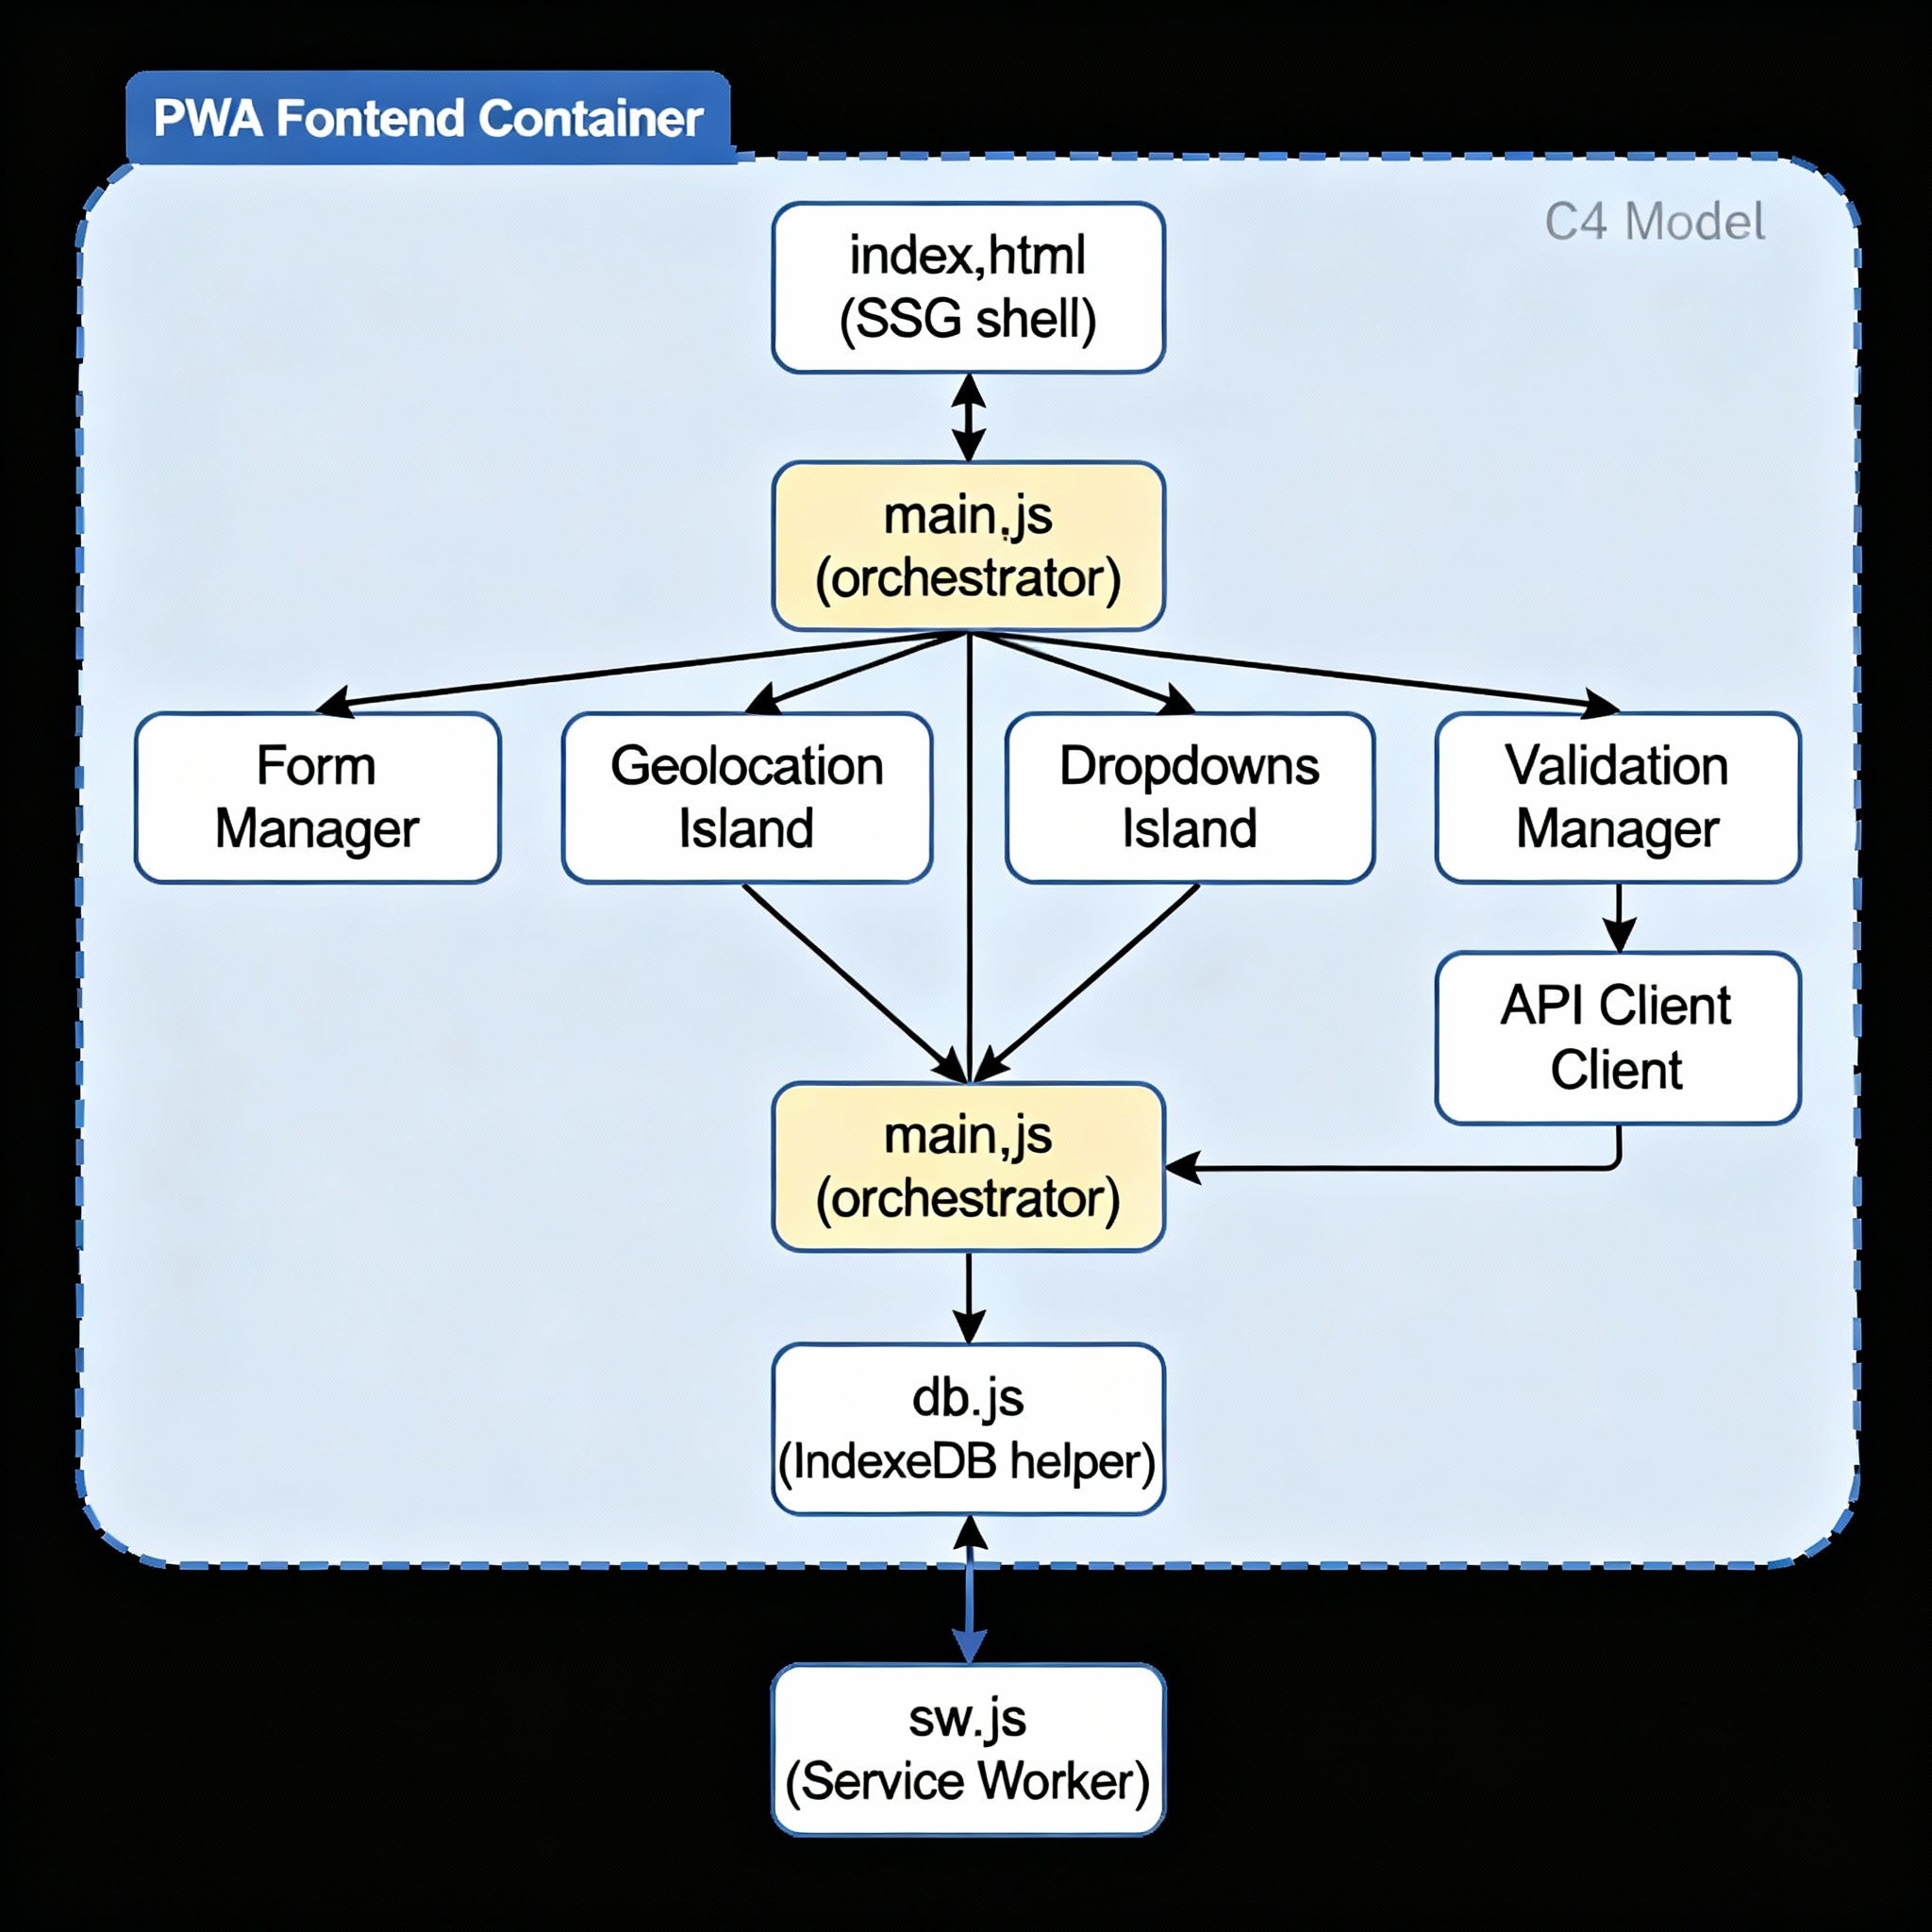 PWA Fontend Container
C4 Model
index,html
(SSG shell)
main.js
(orchestrator)
Form
Manager
Geolocation
Island
Dropdowns
Island
Validation
Manager
API Client
Client
main,js
(orchestrator)
db.js
(IndexeDB helper)
sw.js
(Service Worker)